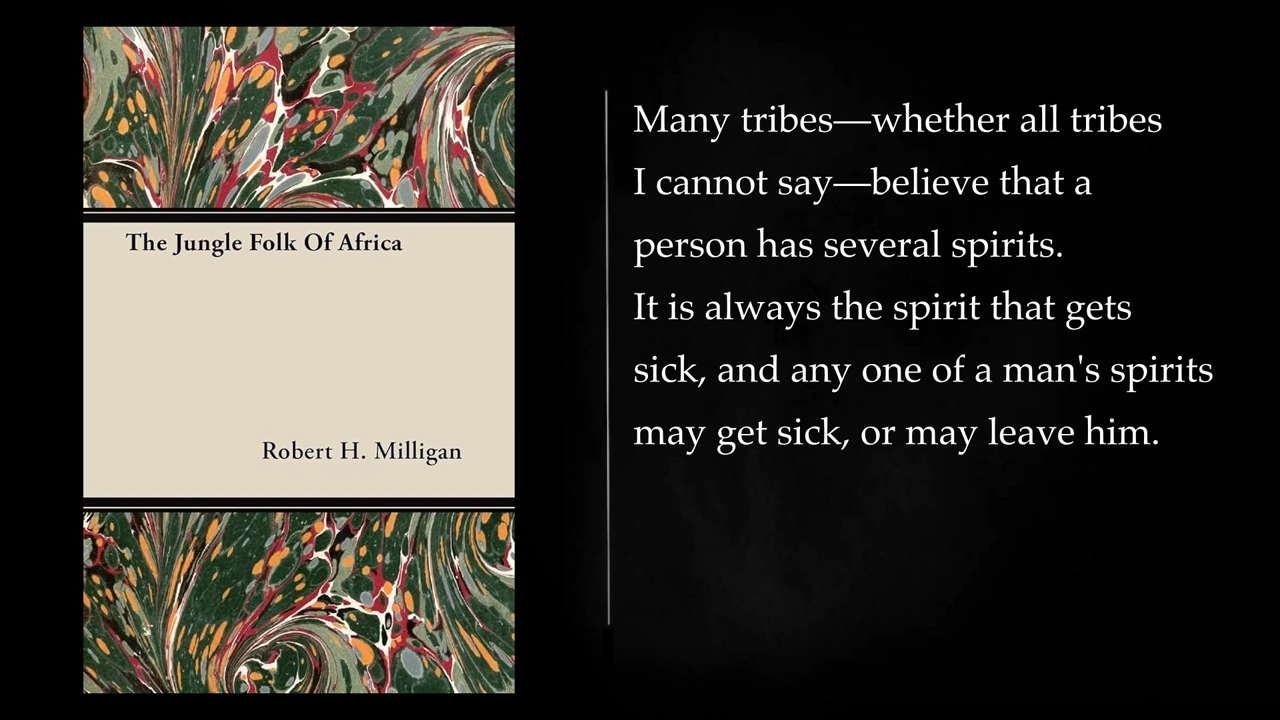 The Jungle Folk Of Africa
Robert H. Milligan
Many tribes—whether all tribes
I cannot say—believe that a
person has several spirits.
It is always the spirit that gets
sick, and any one of a man's spirits
may get sick, or may leave him.